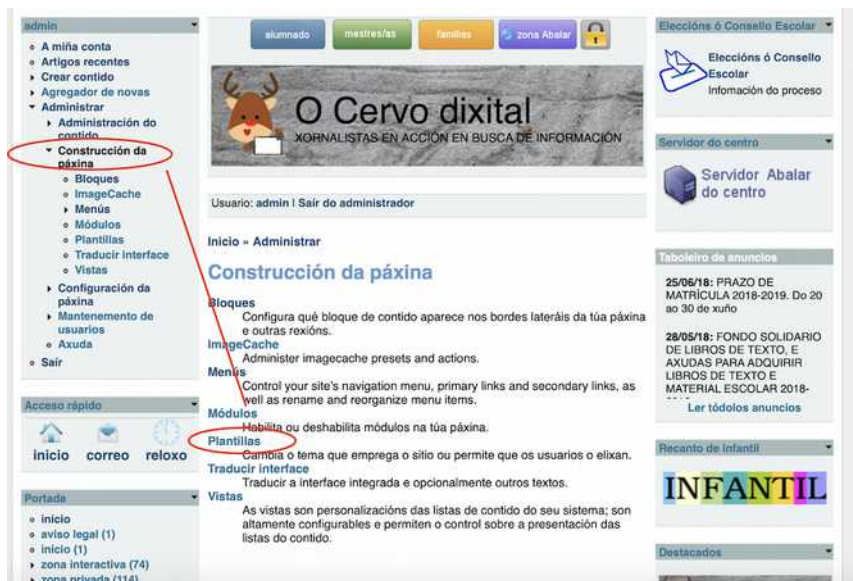 admin
A miña conta
Artigos recentes
Crear contido
Agregador de novas
Administrar
Administración do
contido
Construcción da
páxina
Bloques
ImageCache
Menús
Módulos
Plantillas
Traducir interface
Vistas
Configuración da
páxina
Mantenemento de
usuarios
Axuda
Saír
Acceso rápido
inicio correo reloxo
Portada
inicio
aviso legal (1)
inicio (1)
zona interactiva (74)
zona privada (114)
alumnado mestres/as familias zona Abalar
O Cervo dixital
XORNALISTAS EN ACCIÓN EN BUSCA DE INFORMACIÓN
Usuario: admin | Saír do administrador
Inicio » Administrar
Construcción da páxina
Bloques
Configura qué bloque de contido aparece nos bordes lateráis da túa páxina
e outras rexións.
ImageCache
Administer imagecache presets and actions.
Menús
Control your site's navigation menu, primary links and secondary links, as
well as rename and reorganize menu items.
Módulos
Habilita ou deshabilita módulos na túa páxina.
Plantillas
Cambia o tema que emprega o sitio ou permite que os usuarios o elixan.
Traducir interface
Traducir a interface integrada e opcionalmente outros textos.
Vistas
As vistas son personalizacións das listas de contido do seu sistema; son
altamente configurables e permiten o control sobre a presentación das
listas do contido.
Eleccións ó Consello Escolar
Eleccións ó Consello
Escolar
Infomación do proceso
Servidor do centro
Servidor Abalar
do centro
Taboleiro de anuncios
25/06/18: PRAZO DE
MATRÍCULA 2018-2019. Do 20
ao 30 de xuño
28/05/18: FONDO SOLIDARIO
DE LIBROS DE TEXTO, E
AXUDAS PARA ADQUIRIR
LIBROS DE TEXTO E
MATERIAL ESCOLAR 2018-
Ler tódolos anuncios
Recanto de Infantil
INFANTIL
Destacados